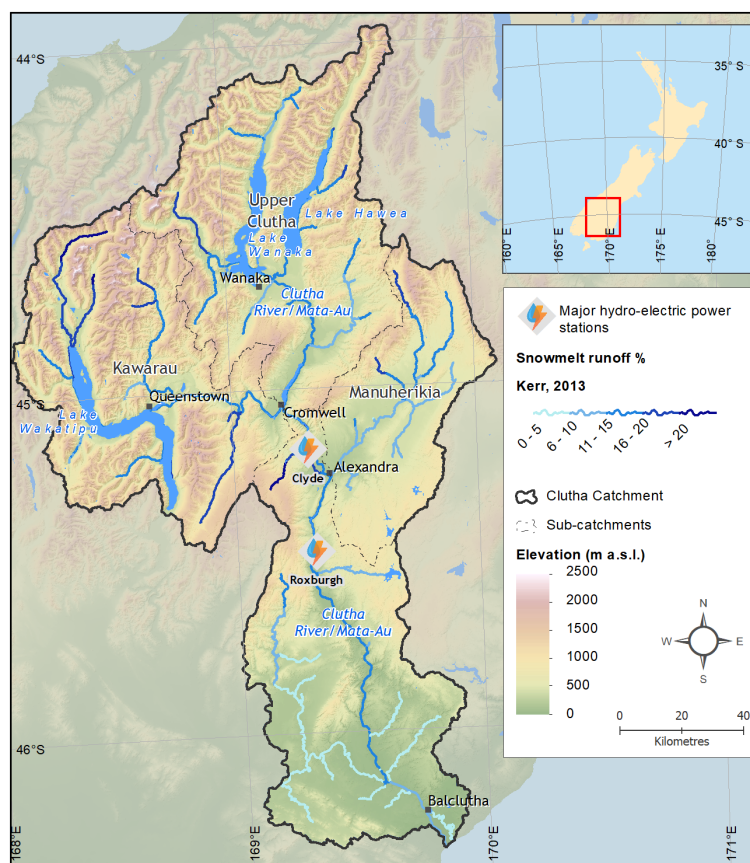 44°S
45°S
46°S
168°E
169°E
170°E
171°E
Upper
Clutha
Lake Hawea
Lake
Wanaka
Wanaka
Clutha
River/Mata-Au
Kawarau
Queenstown
Lake
Wakatipu
Cromwell
Manuherikia
Clyde
Alexandra
Roxburgh
Clutha
River/Mata-Au
Balclutha
35°S
40°S
45°S
160°E
165°E
170°E
175°E
180°
Major hydro-electric power
stations
Snowmelt runoff %
Kerr, 2013
0 - 5
6 - 10
11 - 15
16 - 20
> 20
Clutha Catchment
Sub-catchments
Elevation (m a.s.l.)
2500
2000
1500
1000
500
0
N
W
E
S
0
20
40
Kilometres